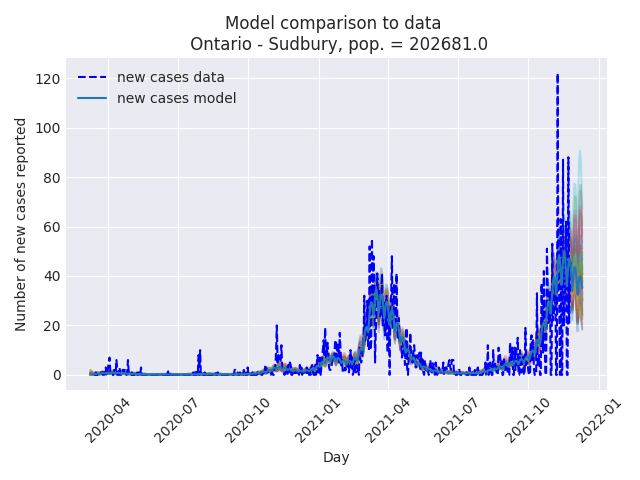 Model comparison to data
Ontario - Sudbury, pop. = 202681.0
new cases data
new cases model
Number of new cases reported
120
100
80
60
40
20
0
2020-04
2020-07
2020-10
2021-01
2021-04
2021-07
2021-10
2022-01
Day